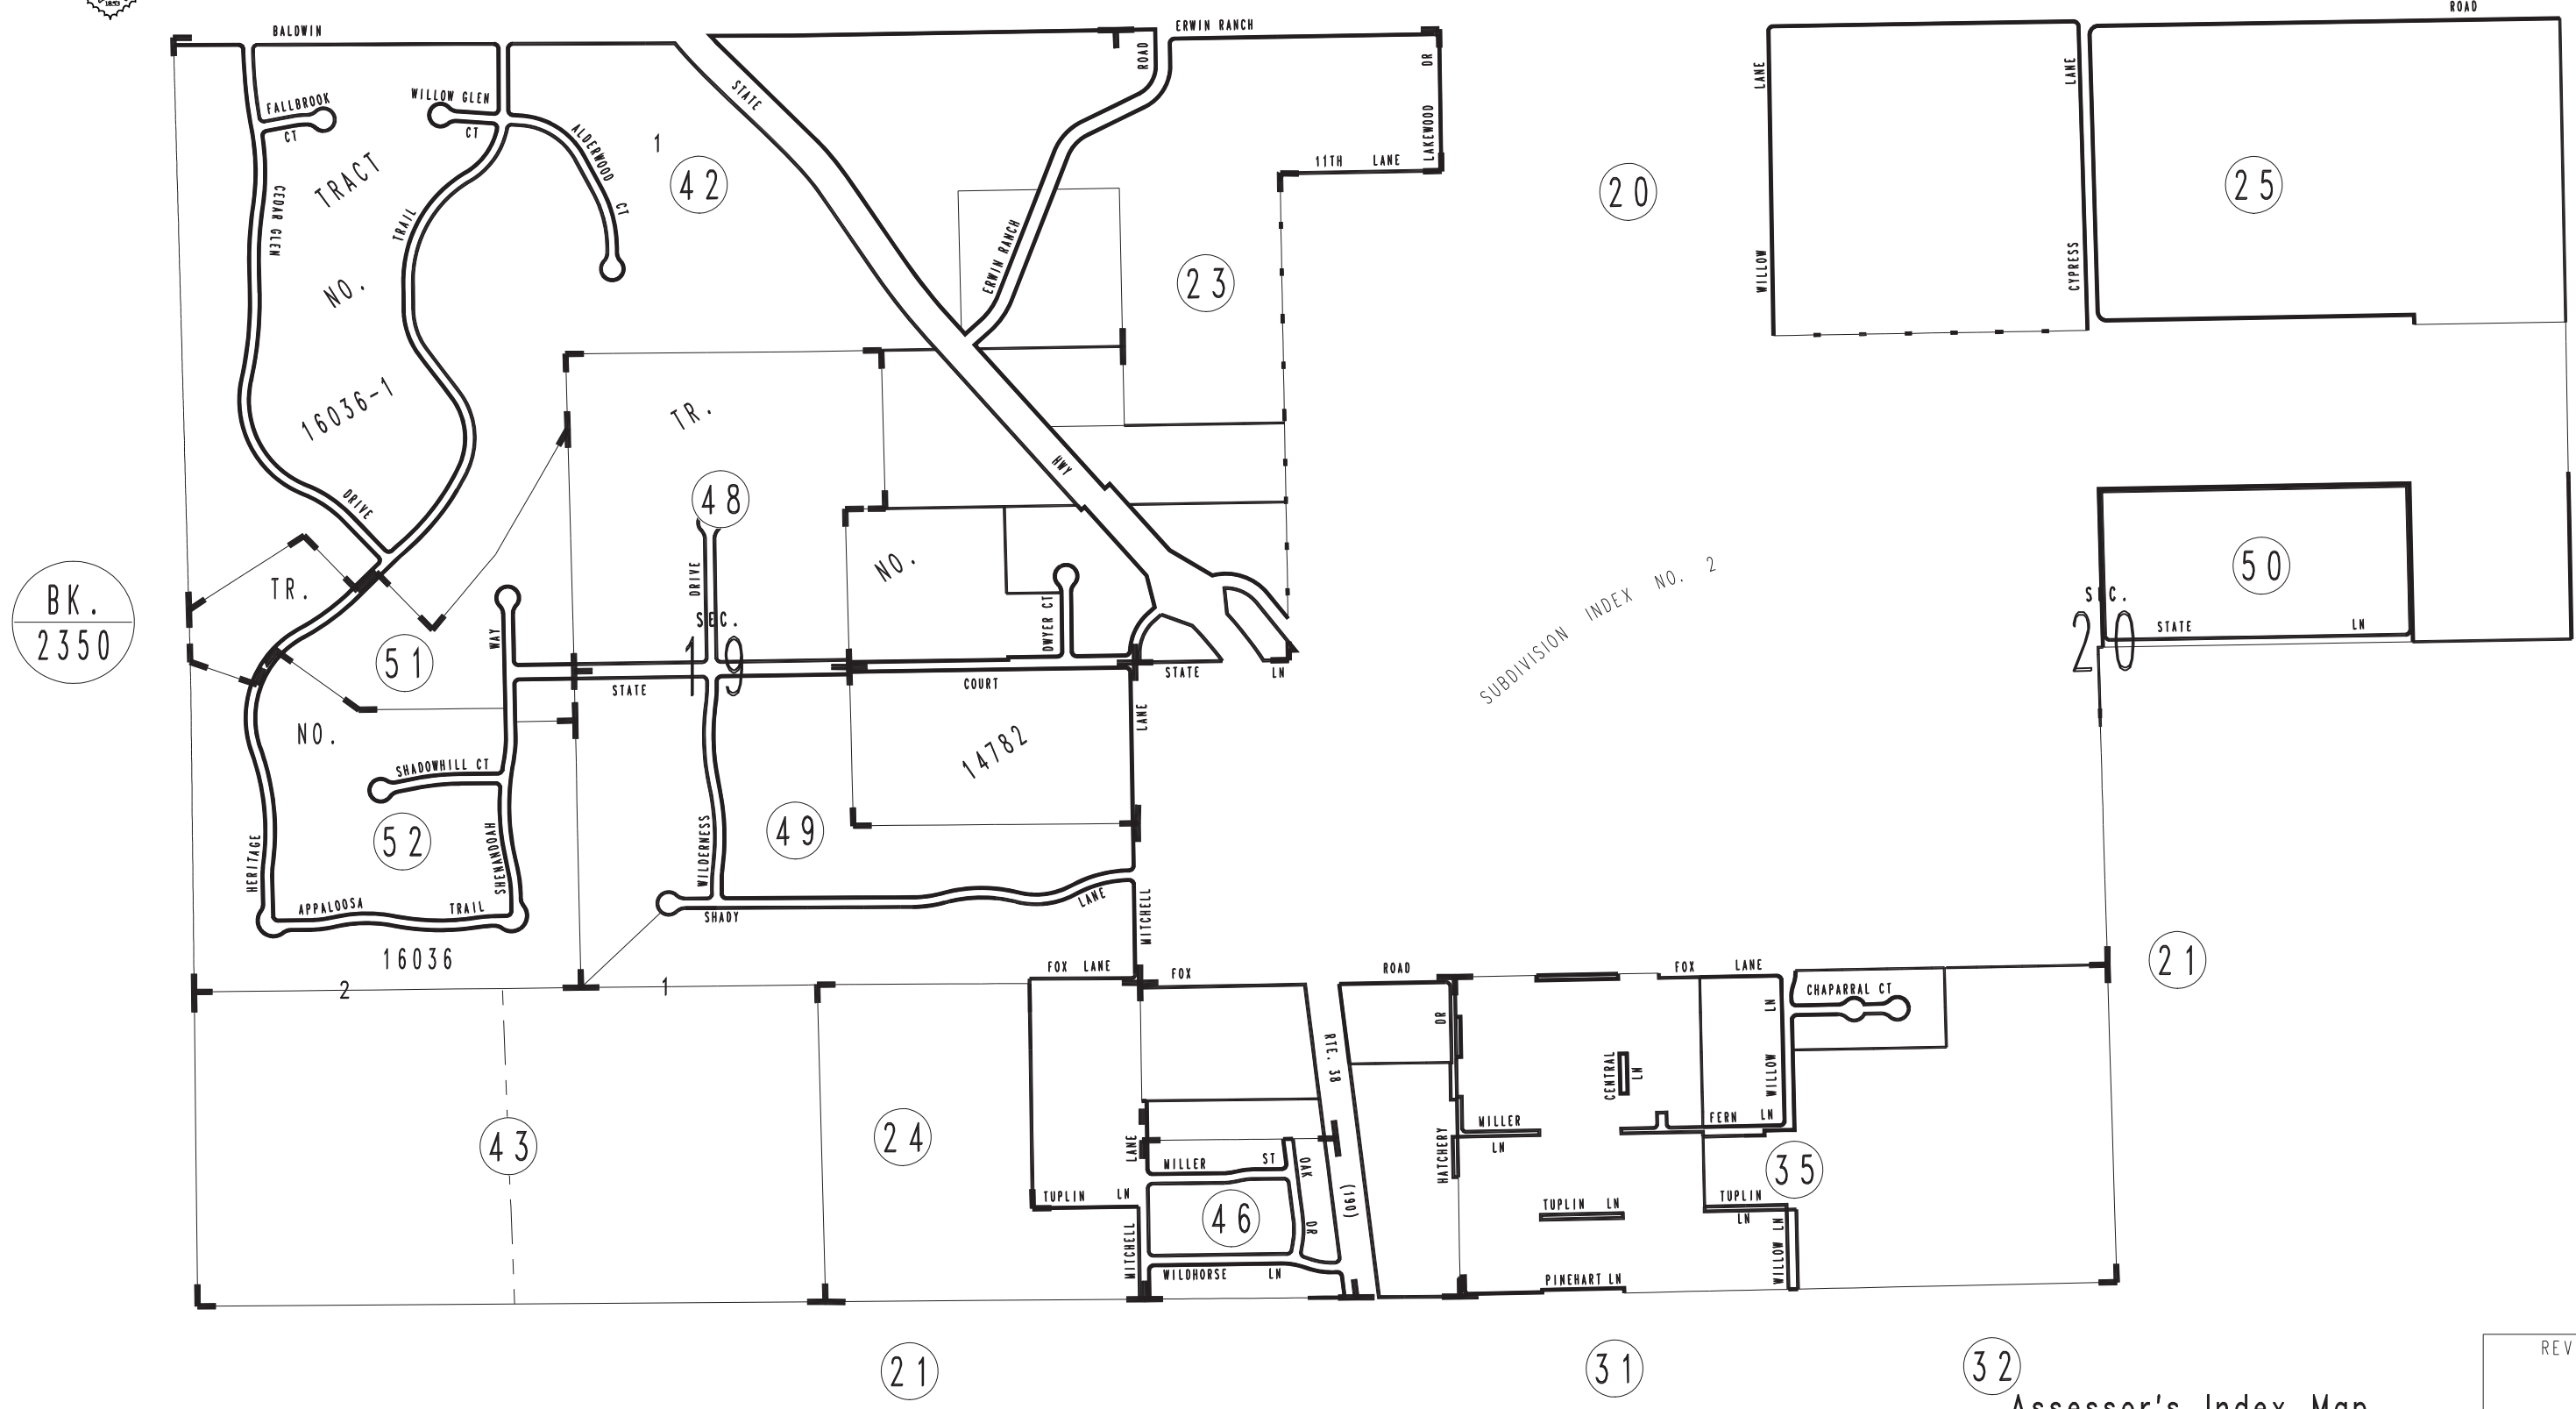 1853
BALDWIN
ERWIN RANCH
ROAD
ROAD
FALLBROOK
CT
WILLOW GLEN
CT
ALDERWOOD
CT
STATE
ROAD
DR
LAKEWOOD
11TH LANE
LANE
WILLOW
LANE
CYPRESS
1
42
20
25
TRACT
NO.
16036-1
CEDAR GLEN
TRAIL
DRIVE
ERWIN RANCH
23
TR.
48
HWY
NO.
DRIVE
DWYER CT
SEC.
19
BK.
2350
TR.
51
WAY
NO.
STATE
COURT
STATE
LN
SUBDIVISION INDEX NO. 2
50
SEC.
20
STATE LN
14782
LANE
SHADOWHILL CT
52
HERITAGE
SHENANDOAH
APPALOOSA TRAIL
16036
WILDERNESS
49
SHADY
LANE
MITCHELL
2
1
FOX LANE
FOX
ROAD
FOX LANE
21
CHAPARRAL CT
LN
WILLOW
DR
RTE. 38
CENTRAL
LN
43
24
LANE
MILLER ST
OAK
DR
HATCHERY
MILLER
LN
FERN LN
35
TUPLIN LN
46
(190)
TUPLIN LN
TUPLIN
LN
WILLOW LN
MITCHELL
WILDHORSE LN
PINEHART LN
21
31
32
REV
Assessor's Index Map